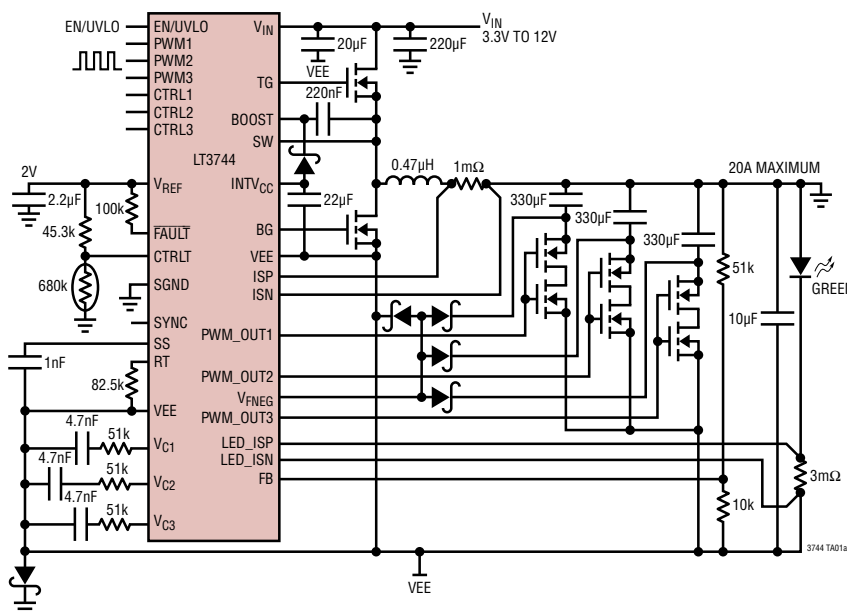 EN/UVLO
EN/UVLO
PWM1
PWM2
PWM3
CTRL1
CTRL2
CTRL3
VIN
20µF
VEE
220µF
VIN
3.3V TO 12V
TG
220nF
BOOST
SW
LT3744
2V
VREF
INTVCC
0.47µH
1mΩ
20A MAXIMUM
2.2µF
100k
45.3k
FAULT
22µF
BG
330µF
330µF
330µF
CTRLT
VEE
51k
680k
SGND
ISP
ISN
GREEN
10µF
SYNC
SS
PWM_OUT1
1nF
RT
82.5k
PWM_OUT2
VFNEG
PWM_OUT3
VEE
4.7nF
51k
VC1
LED_ISP
LED_ISN
4.7nF
51k
VC2
FB
3mΩ
4.7nF
51k
VC3
10k
3744 TA01a
VEE